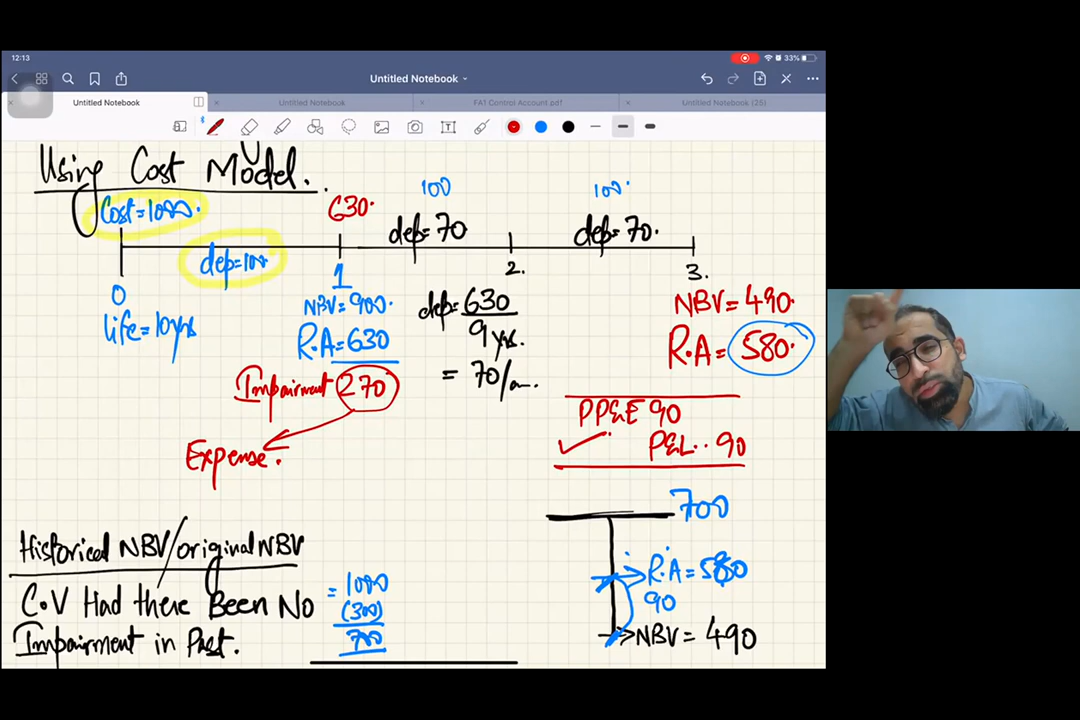 12:13
33%
Untitled Notebook
Untitled Notebook
Untitled Notebook
FA1 Control Account.pdf
Untitled Notebook (25)
Using Cost Model.
Cost=1000.
630.
100
100.
dep=70
dep=70.
dep=100
0
1
2.
3.
life=10yrs
NBV=900.
R.A=630
Impairment 270
Expense.
dep=630
9yrs.
= 70/an.
NBV=490.
R.A=580.
PP&E 90
P&L.. 90
700
Historical NBV/original NBV
C.V Had there Been No
Impairment in Past.
=1000
(300)
700
R.A=580
90
NBV=490